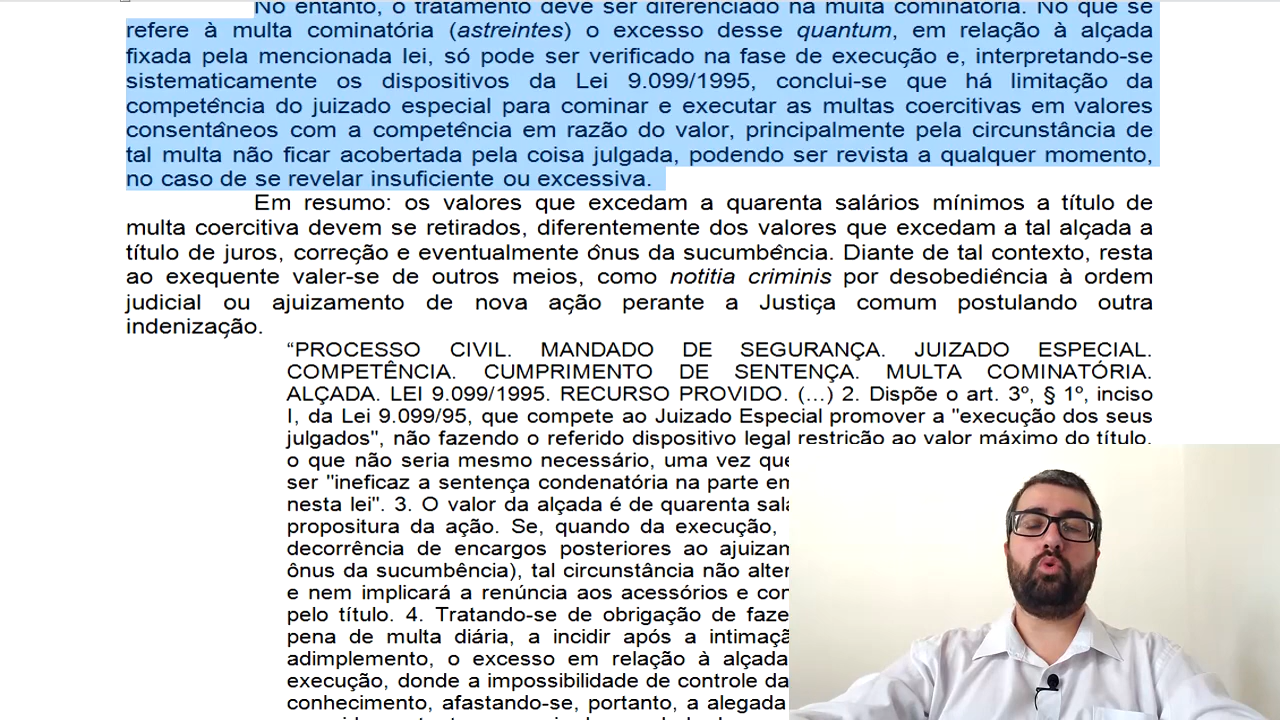 No entanto, o tratamento deve ser diferenciado na multa cominatória. No que se
refere à multa cominatória (astreintes) o excesso desse quantum, em relação à alçada
fixada pela mencionada lei, só pode ser verificado na fase de execução e, interpretando-se
sistematicamente os dispositivos da Lei 9.099/1995, conclui-se que há limitação da
competência do juizado especial para cominar e executar as multas coercitivas em valores
consentâneos com a competência em razão do valor, principalmente pela circunstância de
tal multa não ficar acobertada pela coisa julgada, podendo ser revista a qualquer momento,
no caso de se revelar insuficiente ou excessiva.
Em resumo: os valores que excedam a quarenta salários mínimos a título de
multa coercitiva devem se retirados, diferentemente dos valores que excedam a tal alçada a
título de juros, correção e eventualmente ônus da sucumbência. Diante de tal contexto, resta
ao exequente valer-se de outros meios, como notitia criminis por desobediência à ordem
judicial ou ajuizamento de nova ação perante a Justiça comum postulando outra
indenização.
“PROCESSO CIVIL. MANDADO DE SEGURANÇA. JUIZADO ESPECIAL.
COMPETÊNCIA. CUMPRIMENTO DE SENTENÇA. MULTA COMINATÓRIA.
ALÇADA. LEI 9.099/1995. RECURSO PROVIDO. (...) 2. Dispõe o art. 3º, § 1º, inciso
I, da Lei 9.099/95, que compete ao Juizado Especial promover a "execução dos seus
julgados", não fazendo o referido dispositivo legal restrição ao valor máximo do título,
o que não seria mesmo necessário, uma vez que
ser "ineficaz a sentença condenatória na parte em
nesta lei". 3. O valor da alçada é de quarenta
propositura da ação. Se, quando da execução,
decorrência de encargos posteriores ao
ônus da sucumbência), tal circunstância não
e nem implicará a renúncia aos acessórios e
pelo título. 4. Tratando-se de obrigação de
pena de multa diária, a incidir após a
adimplemento, o excesso em relação à alçada
execução, donde a impossibilidade de controle
conhecimento, afastando-se, portanto, a alegada